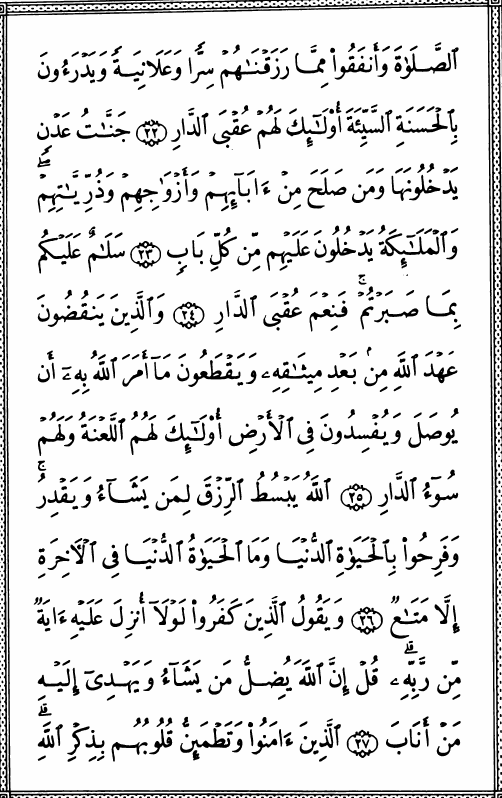 ٱلصَّلَوٰةَ وَأَنفَقُوا۟ مِمَّا رَزَقْنَٰهُمْ سِرًّا وَعَلَانِيَةً وَيَدْرَءُونَ
بِٱلْحَسَنَةِ ٱلسَّيِّئَةَ أُو۟لَٰٓئِكَ لَهُمْ عُقْبَى ٱلدَّارِ ۝٢٢ جَنَّٰتُ عَدْنٍ
يَدْخُلُونَهَا وَمَن صَلَحَ مِنْ ءَابَآئِهِمْ وَأَزْوَٰجِهِمْ وَذُرِّيَّٰتِهِمْ ۖ
وَٱلْمَلَٰٓئِكَةُ يَدْخُلُونَ عَلَيْهِم مِّن كُلِّ بَابٍ ۝٢٣ سَلَٰمٌ عَلَيْكُم
بِمَا صَبَرْتُمْ ۚ فَنِعْمَ عُقْبَى ٱلدَّارِ ۝٢٤ وَٱلَّذِينَ يَنقُضُونَ
عَهْدَ ٱللَّهِ مِنۢ بَعْدِ مِيثَٰقِهِۦ وَيَقْطَعُونَ مَآ أَمَرَ ٱللَّهُ بِهِۦٓ أَن
يُوصَلَ وَيُفْسِدُونَ فِى ٱلْأَرْضِ أُو۟لَٰٓئِكَ لَهُمُ ٱللَّعْنَةُ وَلَهُمْ
سُوٓءُ ٱلدَّارِ ۝٢٥ ٱللَّهُ يَبْسُطُ ٱلرِّزْقَ لِمَن يَشَآءُ وَيَقْدِرُ ۚ
وَفَرِحُوا۟ بِٱلْحَيَوٰةِ ٱلدُّنْيَا وَمَا ٱلْحَيَوٰةُ ٱلدُّنْيَا فِى ٱلْءَاخِرَةِ
إِلَّا مَتَٰعٌ ۝٢٦ وَيَقُولُ ٱلَّذِينَ كَفَرُوا۟ لَوْلَآ أُنزِلَ عَلَيْهِ ءَايَةٌ
مِّن رَّبِّهِۦ ۗ قُلْ إِنَّ ٱللَّهَ يُضِلُّ مَن يَشَآءُ وَيَهْدِىٓ إِلَيْهِ
مَنْ أَنَابَ ۝٢٧ ٱلَّذِينَ ءَامَنُوا۟ وَتَطْمَئِنُّ قُلُوبُهُم بِذِكْرِ ٱللَّهِ ۗ